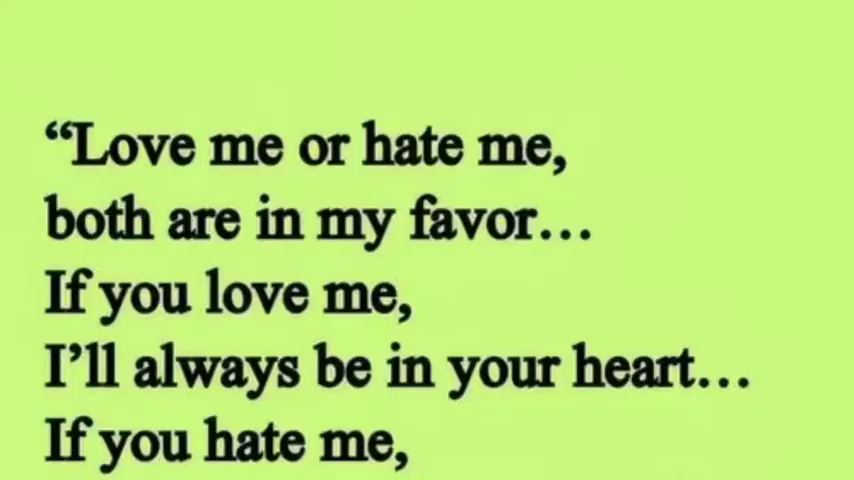 “Love me or hate me,
both are in my favor…
If you love me,
I’ll always be in your heart…
If you hate me,